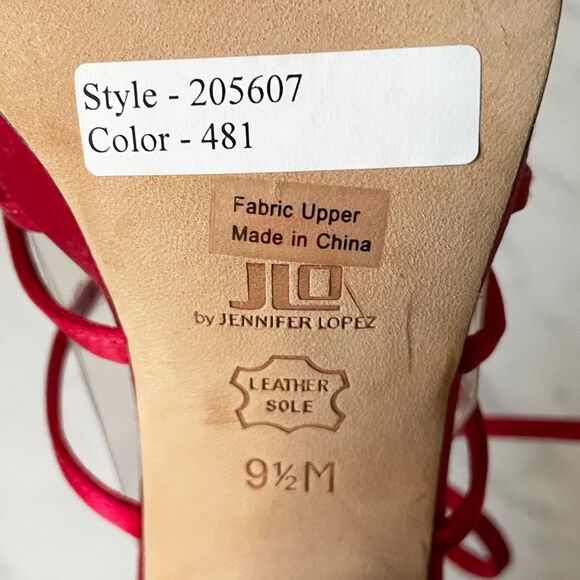 Style - 205607
Color - 481
Fabric Upper
Made in China
JLO
by JENNIFER LOPEZ
LEATHER
SOLE
9½M